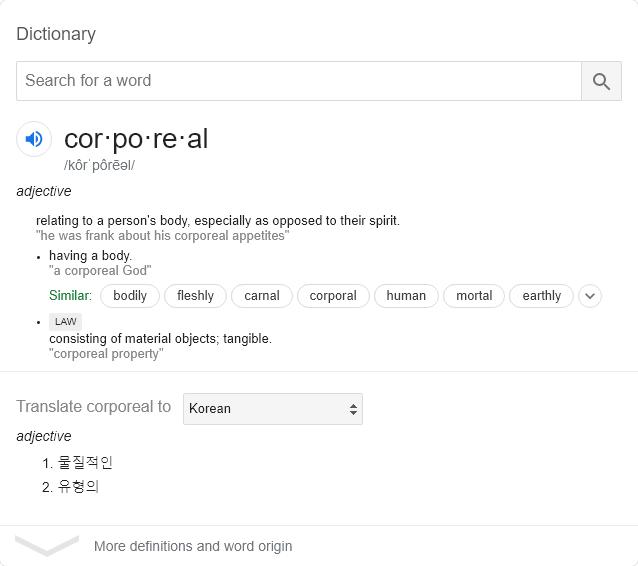 Dictionary
Search for a word
cor·po·re·al
/kôrˈpôrēəl/
adjective
relating to a person's body, especially as opposed to their spirit.
"he was frank about his corporeal appetites"
• having a body.
"a corporeal God"
Similar: bodily fleshly carnal corporal human mortal earthly
• LAW
consisting of material objects; tangible.
"corporeal property"
Translate corporeal to Korean
adjective
1. 물질적인
2. 유형의
More definitions and word origin